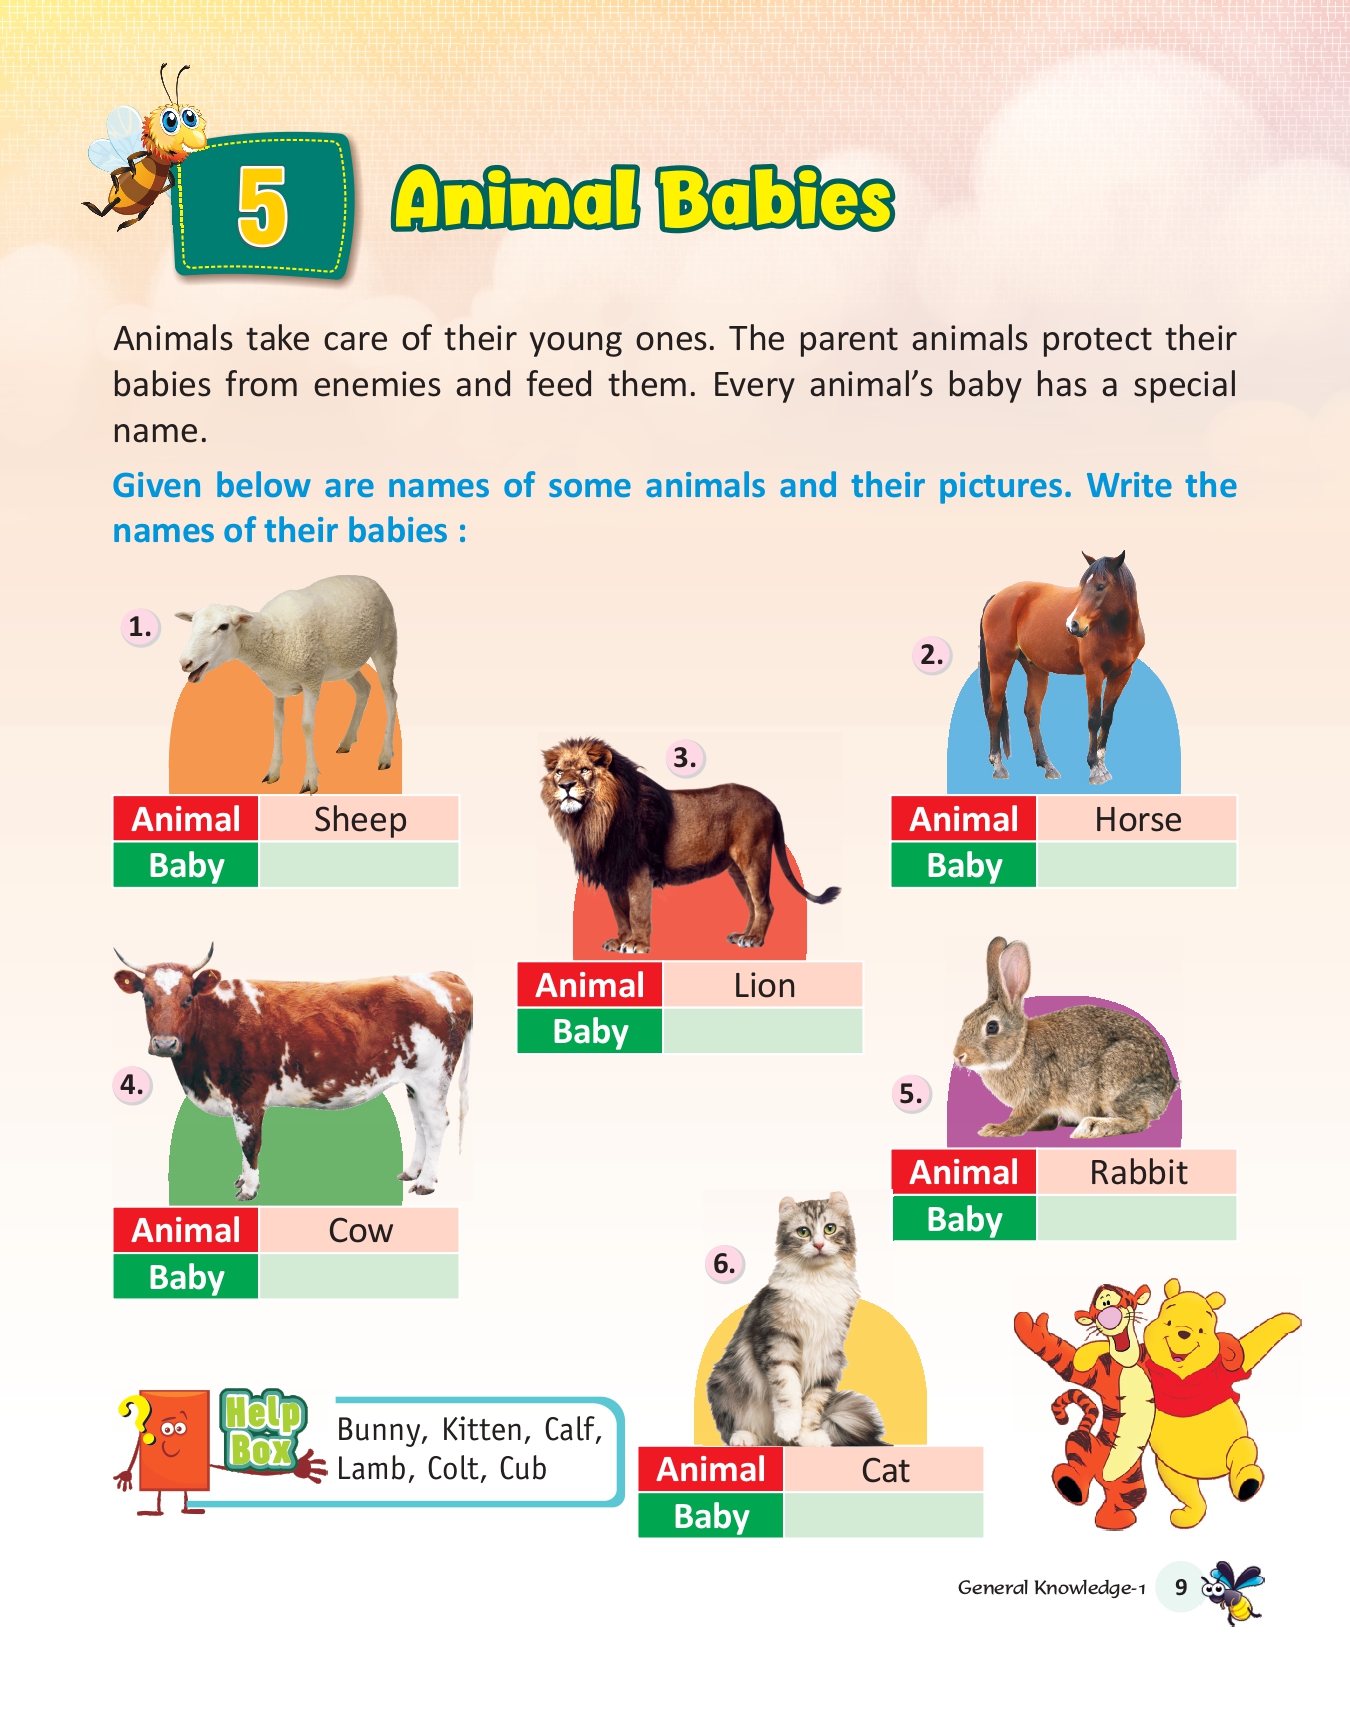 5
Animal Babies
Animals take care of their young ones. The parent animals protect their
babies from enemies and feed them. Every animal’s baby has a special
name.
Given below are names of some animals and their pictures. Write the
names of their babies :
1.
Animal Sheep
Baby
2.
Animal Horse
Baby
3.
Animal Lion
Baby
4.
Animal Cow
Baby
5.
Animal Rabbit
Baby
6.
Animal Cat
Baby
?
Help
Box
Bunny, Kitten, Calf,
Lamb, Colt, Cub
General Knowledge-1 9